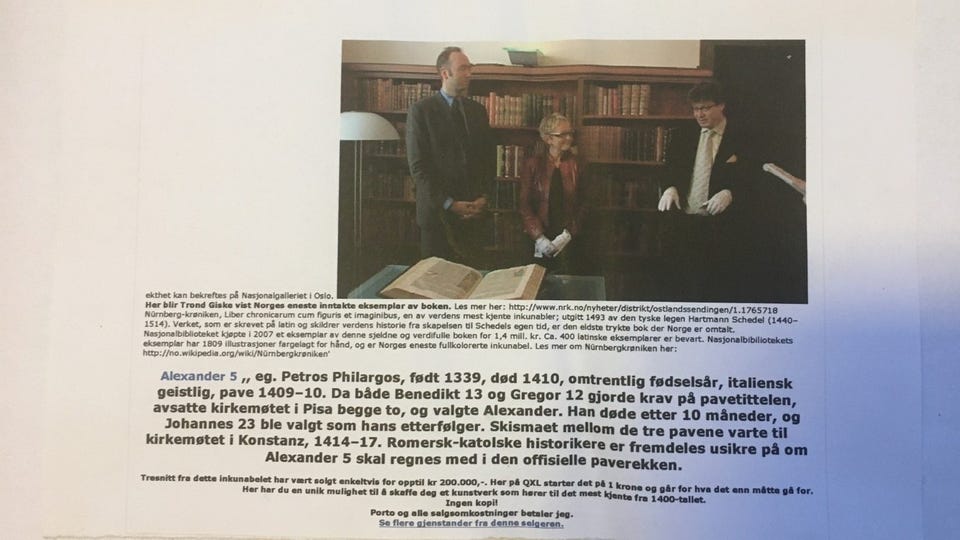 ekthet kan bekreftes på Nasjonalgalleriet i Oslo.
Her blir Trond Giske vist Norges eneste inntakte eksemplar av boken. Les mer her: http://www.nrk.no/nyheter/distrikt/ostlandssendingen/1.1765718
Nürnberg-krøniken, Liber chronicarum cum figuris et imaginibus, en av verdens mest kjente inkunabler; utgitt 1493 av den tyske legen Hartmann Schedel (1440–
1514). Verket, som er skrevet på latin og skildrer verdens historie fra skapelsen til Schedels egen tid, er den eldste trykte bok der Norge er omtalt.
Nasjonalbiblioteket kjøpte i 2007 et eksemplar av denne sjeldne og verdifulle boken for 1,4 mill. kr. Ca. 400 latinske eksemplarer er bevart. Nasjonalbibiliotekets
eksemplar har 1809 illustrasjoner fargelagt for hånd, og er Norges eneste fullkolorerte inkunabel. Les mer om Nürnbergkrøniken her:
http://no.wikipedia.org/wiki/Nürnbergkrøniken'
Alexander 5 ,, eg. Petros Philargos, født 1339, død 1410, omtrentlig fødselsår, italiensk
geistlig, pave 1409–10. Da både Benedikt 13 og Gregor 12 gjorde krav på pavetittelen,
avsatte kirkemøtet i Pisa begge to, og valgte Alexander. Han døde etter 10 måneder, og
Johannes 23 ble valgt som hans etterfølger. Skismaet mellom de tre pavene varte til
kirkemøtet i Konstanz, 1414–17. Romersk-katolske historikere er fremdeles usikre på om
Alexander 5 skal regnes med i den offisielle paverekken.
Tresnitt fra dette inkunabelet har vært solgt enkeltvis for opptil kr 200.000,-. Her på QXL starter det på 1 krone og går for hva det enn måtte gå for.
Her har du en unik mulighet til å skaffe deg et kunstverk som hører til det mest kjente fra 1400-tallet.
Ingen kopi!
Porto og alle salgsomkostninger betaler jeg.
Se flere gjenstander fra denne selgeren.